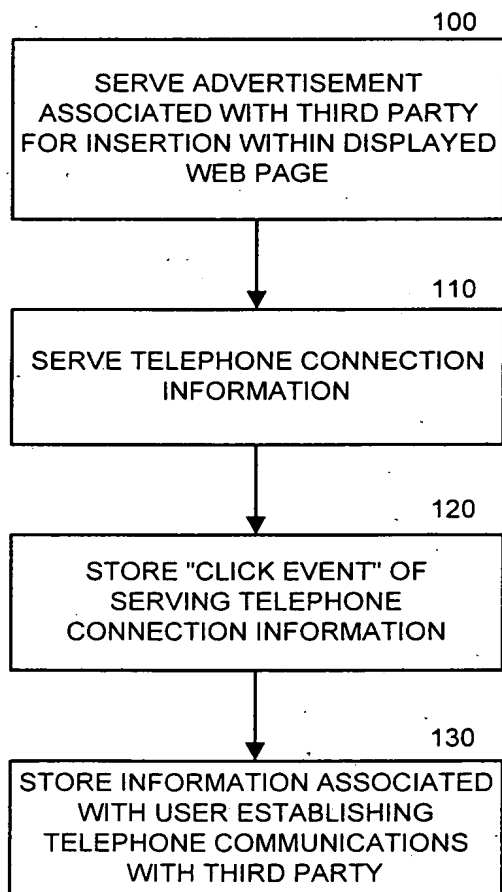 100
SERVE ADVERTISEMENT
ASSOCIATED WITH THIRD PARTY
FOR INSERTION WITHIN DISPLAYED
WEB PAGE
110
SERVE TELEPHONE CONNECTION
INFORMATION
120
STORE "CLICK EVENT" OF
SERVING TELEPHONE
CONNECTION INFORMATION
130
STORE INFORMATION ASSOCIATED
WITH USER ESTABLISHING
TELEPHONE COMMUNICATIONS
WITH THIRD PARTY